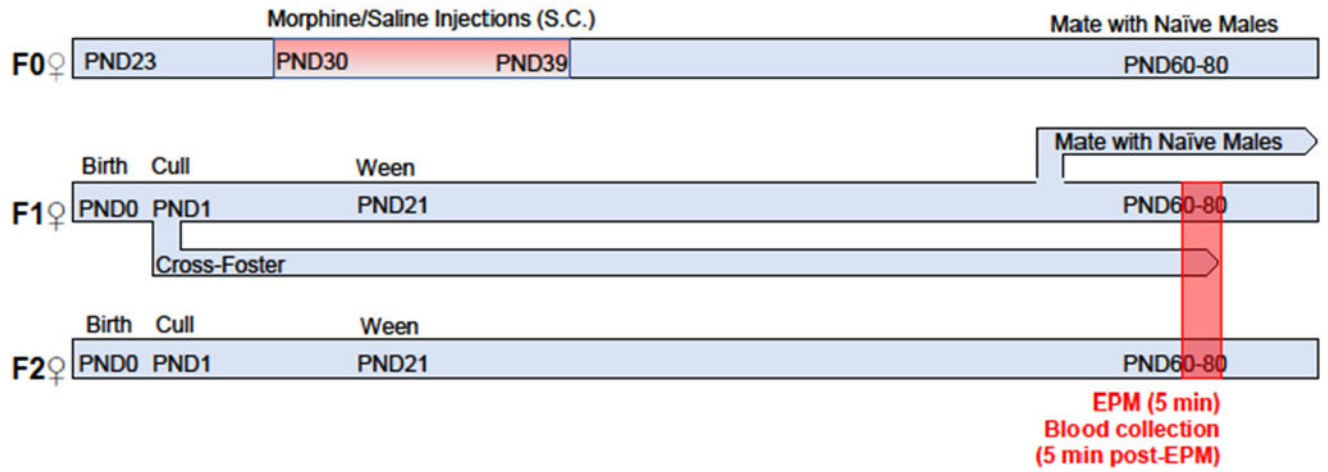 Morphine/Saline Injections (S.C.)
Mate with Naïve Males
F0♀ PND23 PND30 PND39 PND60-80
Mate with Naïve Males
Birth Cull Ween
F1♀ PND0 PND1 PND21 PND60-80
Cross-Foster
Birth Cull Ween
F2♀ PND0 PND1 PND21 PND60-80
EPM (5 min)
Blood collection
(5 min post-EPM)